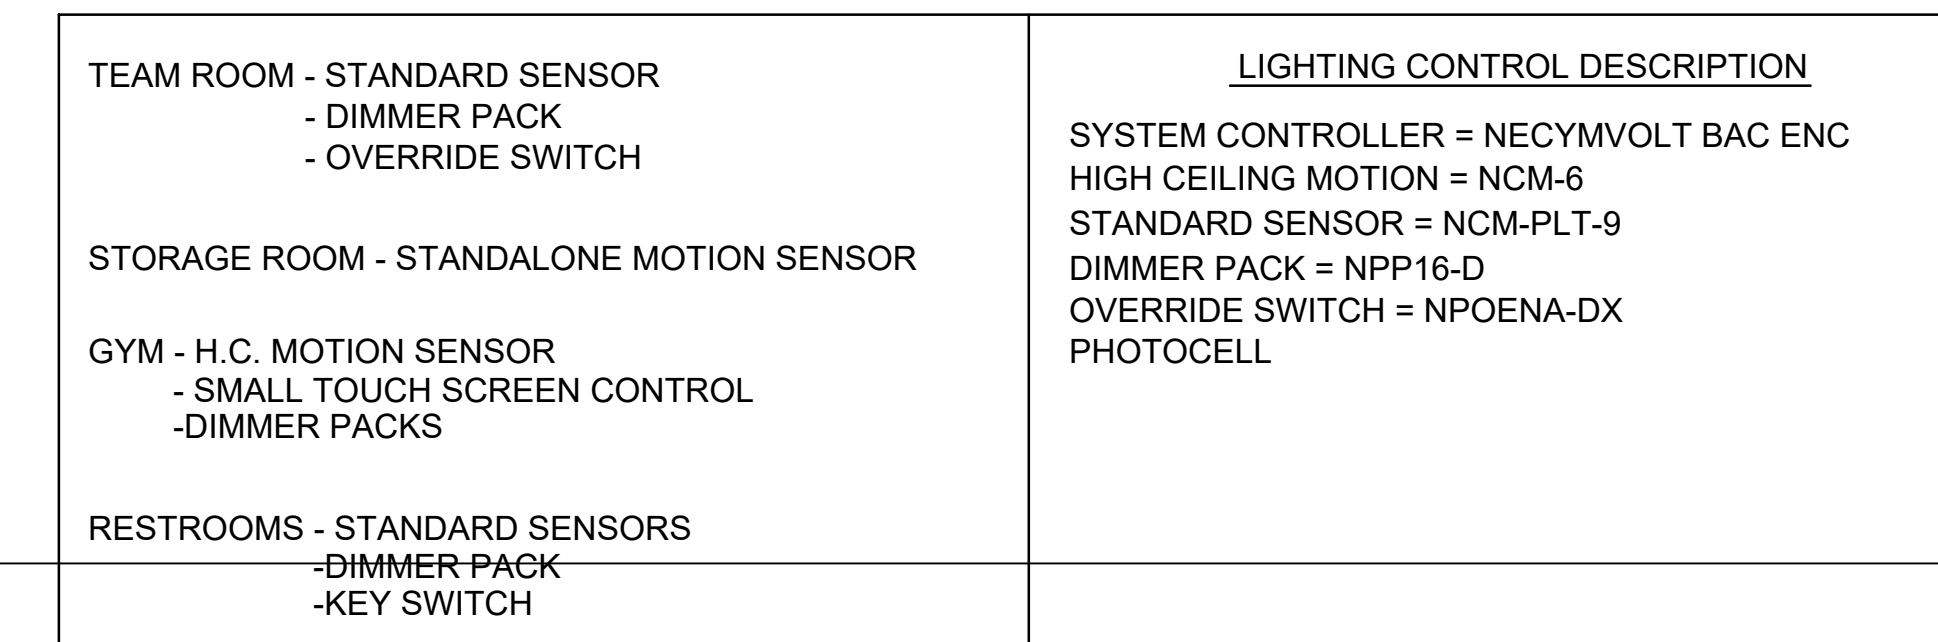 TEAM ROOM - STANDARD SENSOR
- DIMMER PACK
- OVERRIDE SWITCH
STORAGE ROOM - STANDALONE MOTION SENSOR
GYM - H.C. MOTION SENSOR
- SMALL TOUCH SCREEN CONTROL
-DIMMER PACKS
RESTROOMS - STANDARD SENSORS
-DIMMER PACK
-KEY SWITCH
LIGHTING CONTROL DESCRIPTION
SYSTEM CONTROLLER = NECYMVOLT BAC ENC
HIGH CEILING MOTION = NCM-6
STANDARD SENSOR = NCM-PLT-9
DIMMER PACK = NPP16-D
OVERRIDE SWITCH = NPOENA-DX
PHOTOCELL